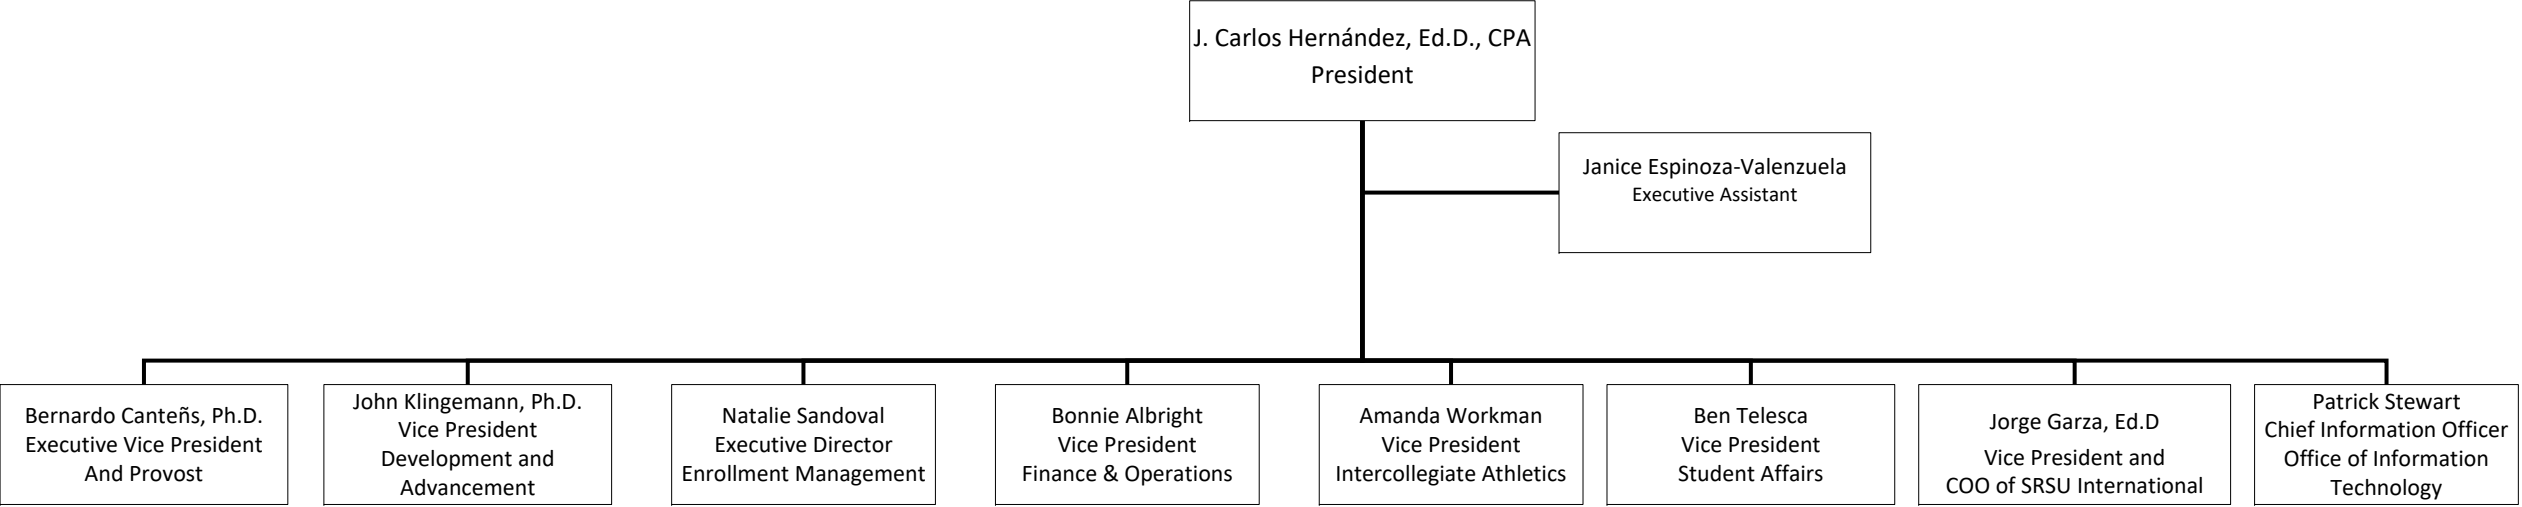 J. Carlos Hernández, Ed.D., CPA
President
Janice Espinoza-Valenzuela
Executive Assistant
Bernardo Canteñs, Ph.D.
Executive Vice President
And Provost
John Klingemann, Ph.D.
Vice President
Development and
Advancement
Natalie Sandoval
Executive Director
Enrollment Management
Bonnie Albright
Vice President
Finance & Operations
Amanda Workman
Vice President
Intercollegiate Athletics
Ben Telesca
Vice President
Student Affairs
Jorge Garza, Ed.D
Vice President and
COO of SRSU International
Patrick Stewart
Chief Information Officer
Office of Information
Technology